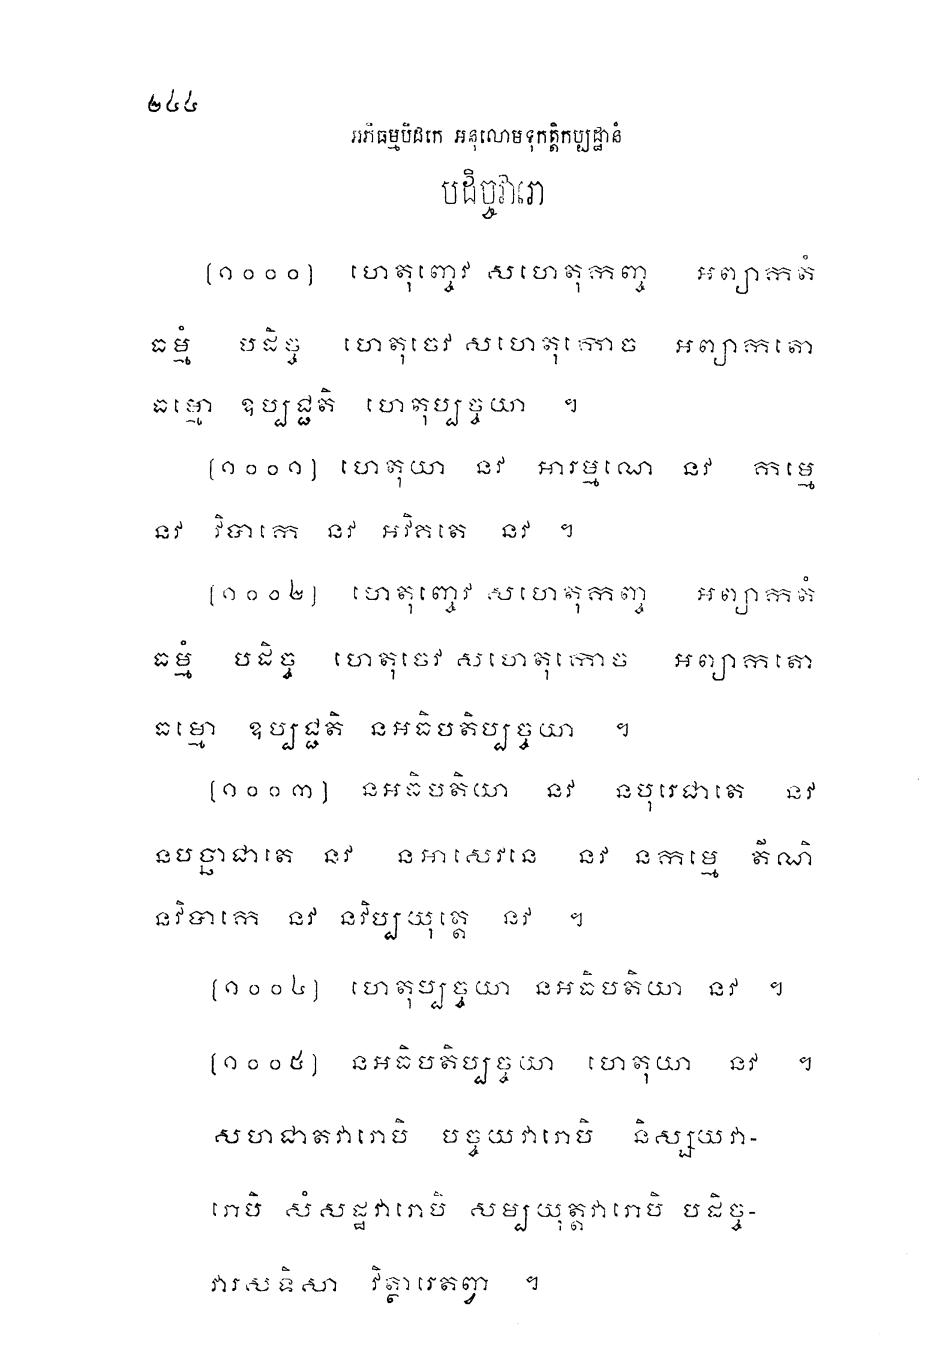 ២៤៤
អភិធម្មបិដកេ អនុលោមទុកត្តិកប្បដ្ឋានំ
បដិច្ចវារោ
(១០០០) ហេតុញ្ចេវ សហេតុកញ្ច អព្យាកតំ
ធម្មំ បដិច្ច ហេតុចេវ សហេតុកោច អព្យាកតោ
ធម្មោ ឧប្បជ្ជតិ ហេតុប្បច្ចយា ។
(១០០១) ហេតុយា នវ អារម្មណេ នវ កម្មេ
នវ វិបាកេ នវ អវិគតេ នវ ។
(១០០២) ហេតុញ្ចេវ សហេតុកញ្ច អព្យាកតំ
ធម្មំ បដិច្ច ហេតុចេវ សហេតុកោច អព្យាកតោ
ធម្មោ ឧប្បជ្ជតិ នអធិបតិប្បច្ចយា ។
(១០០៣) នអធិបតិយា នវ នបុរេជាតេ នវ
នបច្ឆាជាតេ នវ នអាសេវនេ នវ នកម្មេ តីណិ
នវិបាកេ នវ នវិប្បយុត្តេ នវ ។
(១០០៤) ហេតុប្បច្ចយា នអធិបតិយា នវ ។
(១០០៥) នអធិបតិប្បច្ចយា ហេតុយា នវ ។
សហជាតវារោបិ បច្ចយវារោបិ និស្សយវា-
រោបិ សំសដ្ឋវារោបិ សម្បយុត្តវារោបិ បដិច្ច-
វារសទិសា វិត្ថារេតព្វា ។